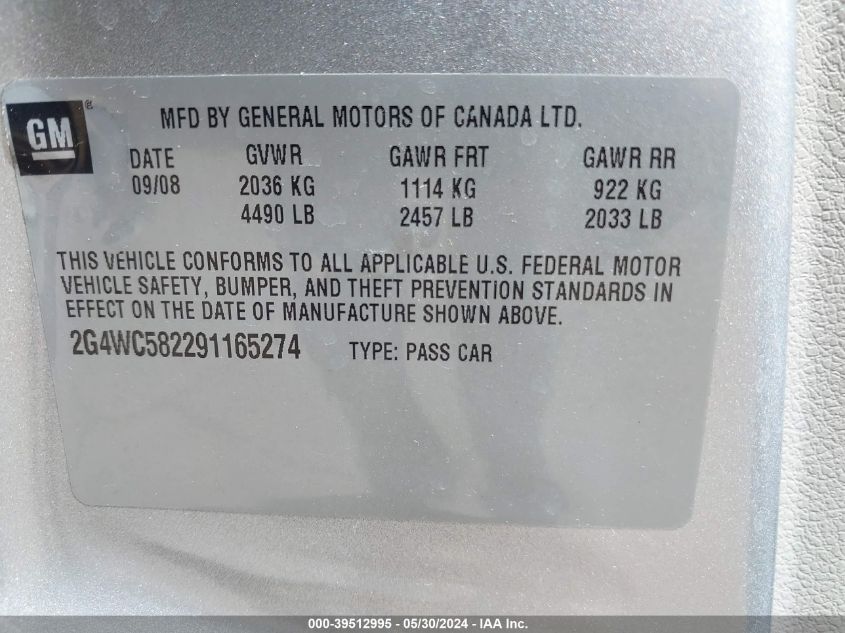 GM ®
MFD BY GENERAL MOTORS OF CANADA LTD.
DATE GVWR GAWR FRT GAWR RR
09/08 2036 KG 1114 KG 922 KG
4490 LB 2457 LB 2033 LB
THIS VEHICLE CONFORMS TO ALL APPLICABLE U.S. FEDERAL MOTOR
VEHICLE SAFETY, BUMPER, AND THEFT PREVENTION STANDARDS IN
EFFECT ON THE DATE OF MANUFACTURE SHOWN ABOVE.
2G4WC582291165274 TYPE: PASS CAR
000-39512995 - 05/30/2024 - IAA Inc.